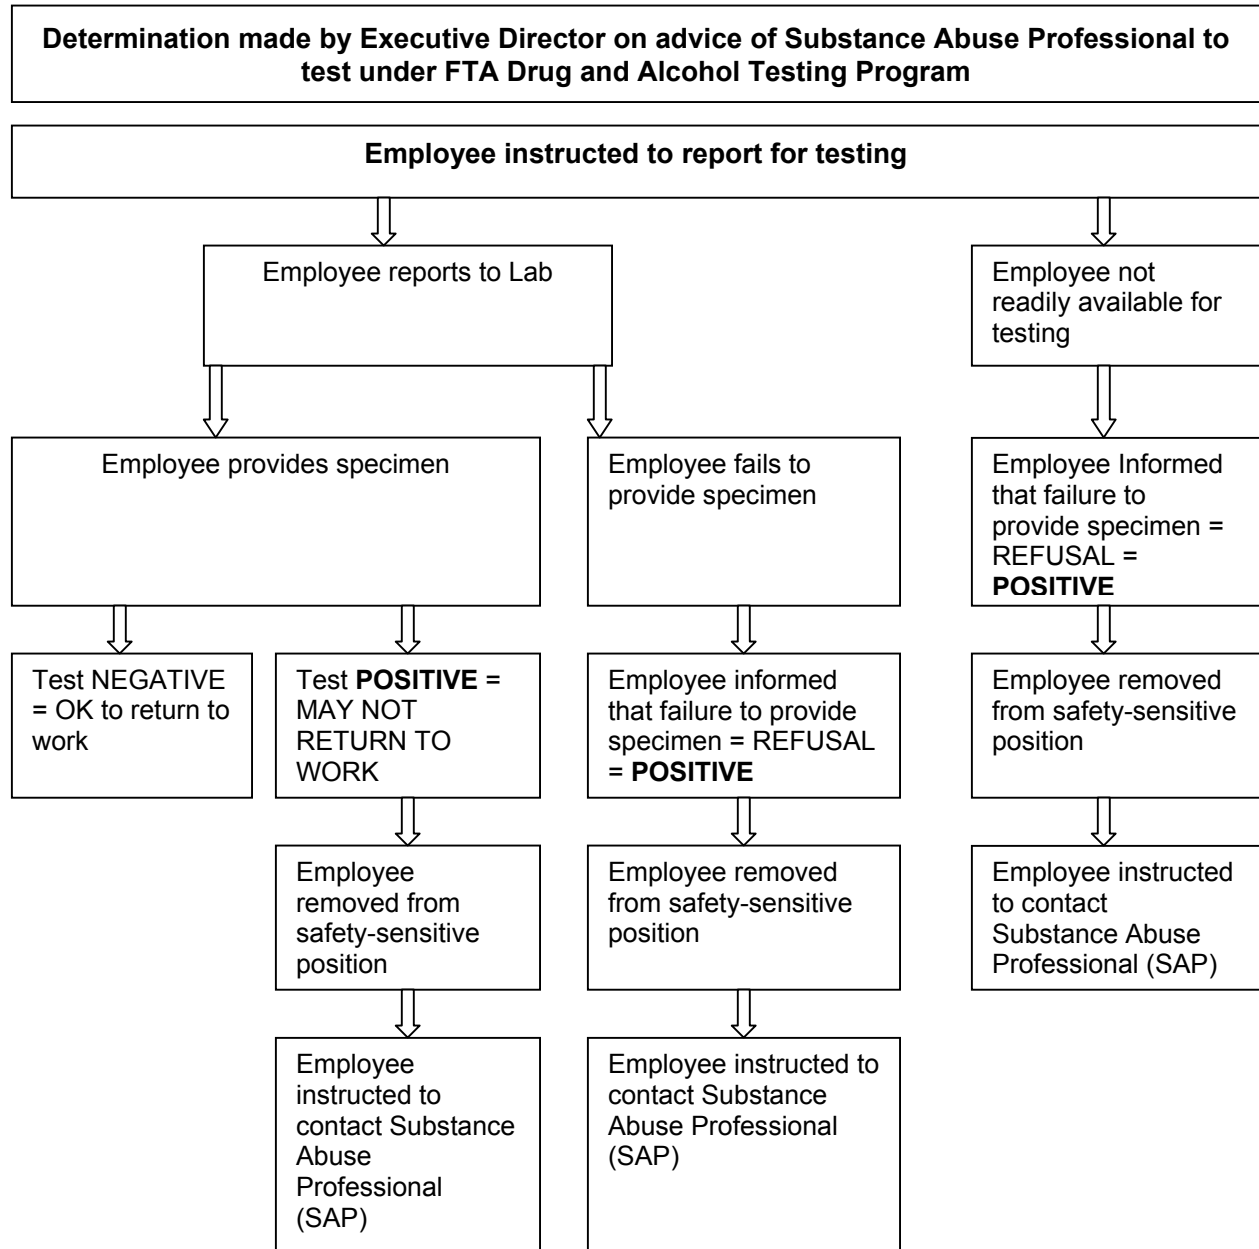 Determination made by Executive Director on advice of Substance Abuse Professional to
test under FTA Drug and Alcohol Testing Program
Employee instructed to report for testing
Employee reports to Lab
Employee not
readily available for
testing
Employee provides specimen
Employee fails to
provide specimen
Employee Informed
that failure to
provide specimen =
REFUSAL =
POSITIVE
Test NEGATIVE
= OK to return to
work
Test POSITIVE =
MAY NOT
RETURN TO
WORK
Employee informed
that failure to provide
specimen = REFUSAL
= POSITIVE
Employee removed
from safety-sensitive
position
Employee
removed from
safety-sensitive
position
Employee removed
from safety-sensitive
position
Employee instructed
to contact
Substance Abuse
Professional (SAP)
Employee
instructed to
contact Substance
Abuse
Professional
(SAP)
Employee instructed to
contact Substance
Abuse Professional
(SAP)